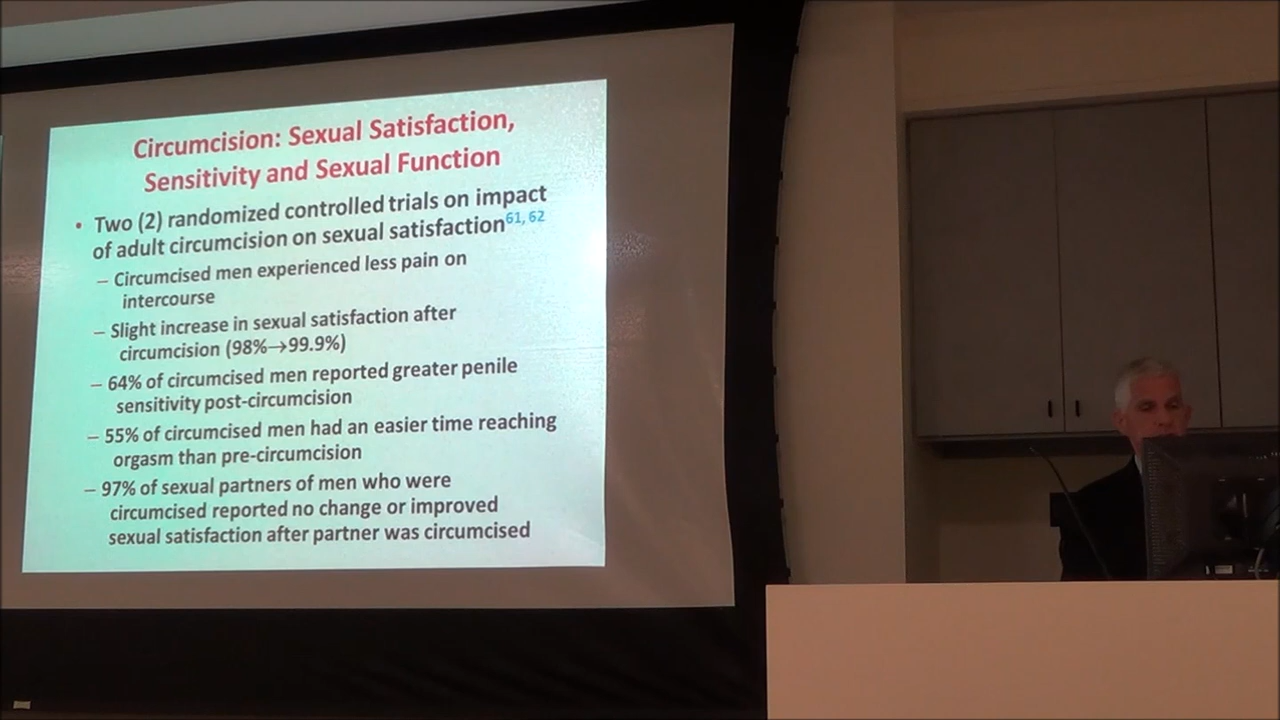 Circumcision: Sexual Satisfaction,
Sensitivity and Sexual Function
• Two (2) randomized controlled trials on impact
of adult circumcision on sexual satisfaction61, 62
– Circumcised men experienced less pain on
intercourse
– Slight increase in sexual satisfaction after
circumcision (98%→99.9%)
– 64% of circumcised men reported greater penile
sensitivity post-circumcision
– 55% of circumcised men had an easier time reaching
orgasm than pre-circumcision
– 97% of sexual partners of men who were
circumcised reported no change or improved
sexual satisfaction after partner was circumcised